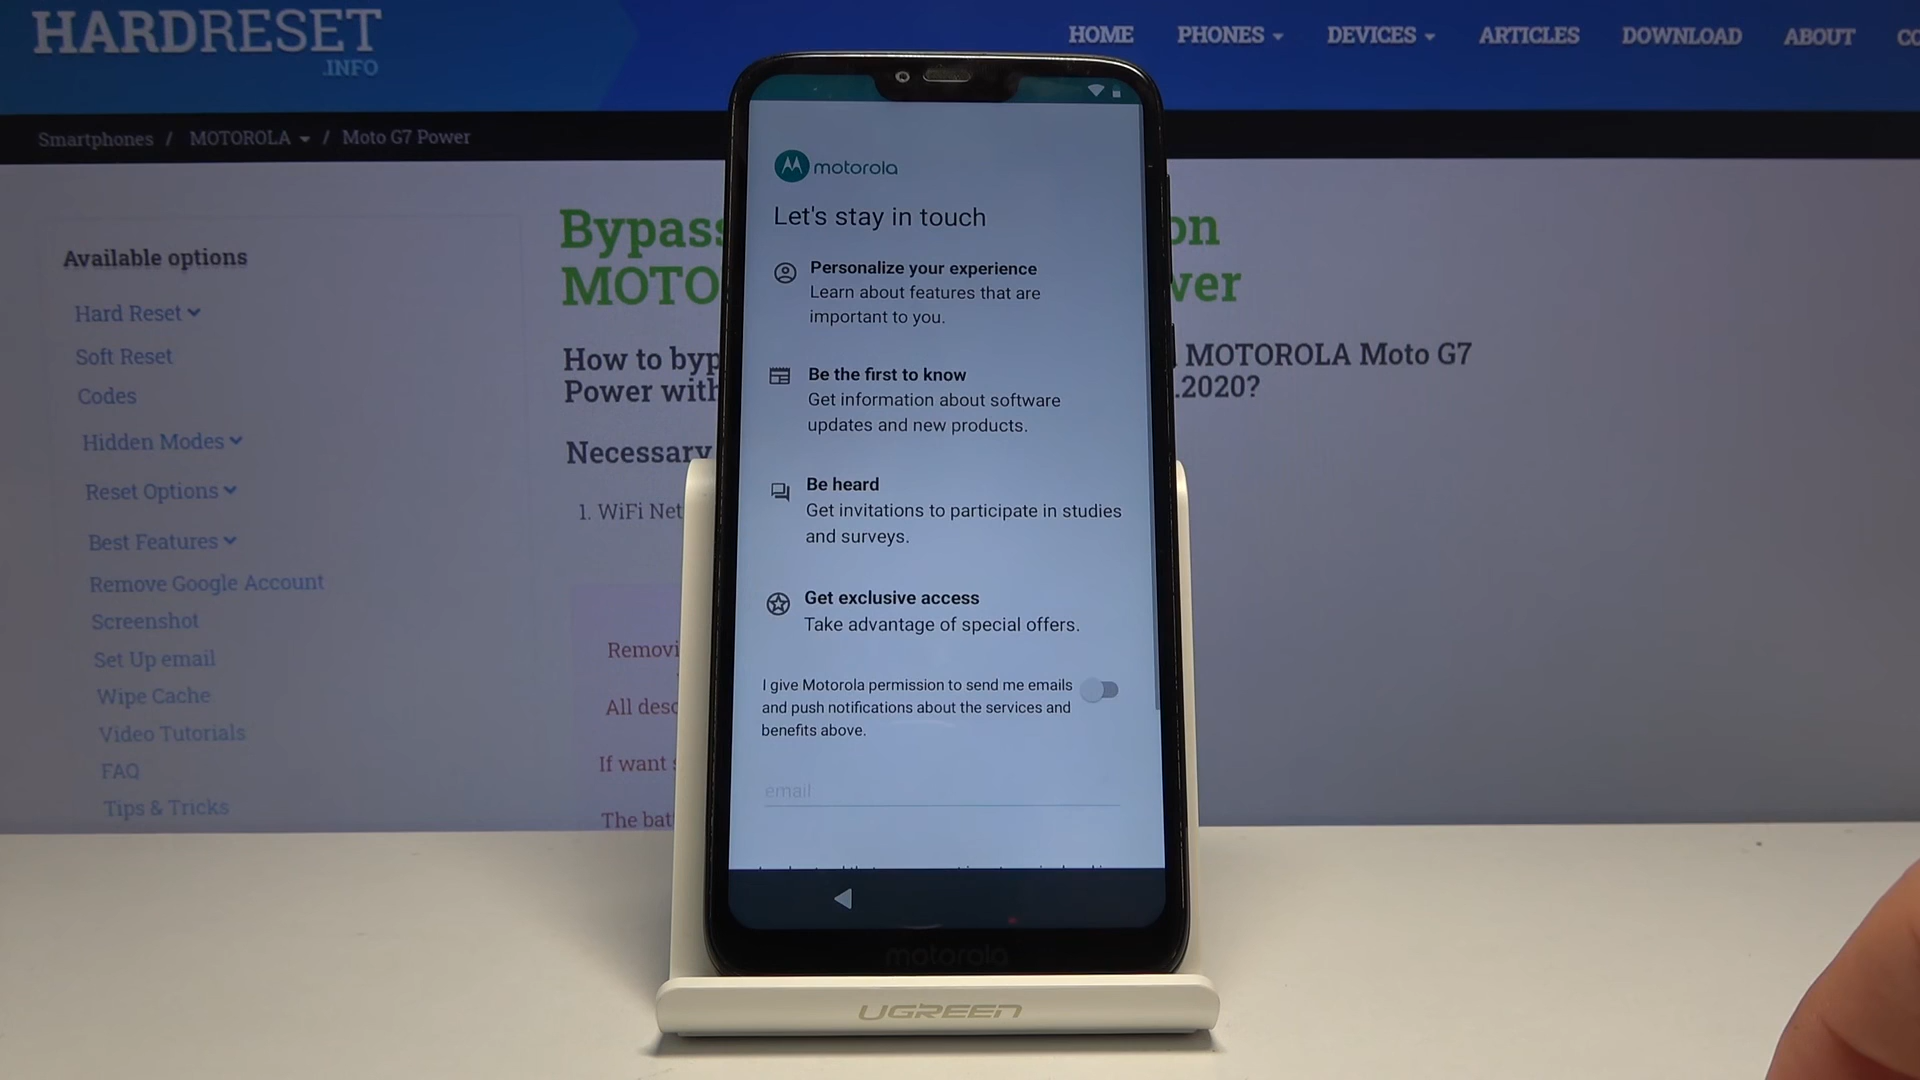 HARDRESET
.INFO
HOME PHONES DEVICES ARTICLES DOWNLOAD ABOUT
Smartphones / MOTOROLA / Moto G7 Power
Available options
Hard Reset
Soft Reset
Codes
Hidden Modes
Reset Options
Best Features
Remove Google Account
Screenshot
Set Up email
Wipe Cache
Video Tutorials
FAQ
Tips & Tricks
Bypass on
MOTO wer
How to byp MOTOROLA Moto G7
Power with .2020?
Necessary
1. WiFi Net
Removi
All desc
If want
The bat
motorola
Let's stay in touch
Personalize your experience
Learn about features that are
important to you.
Be the first to know
Get information about software
updates and new products.
Be heard
Get invitations to participate in studies
and surveys.
Get exclusive access
Take advantage of special offers.
I give Motorola permission to send me emails
and push notifications about the services and
benefits above.
email
motorola
UGREEN